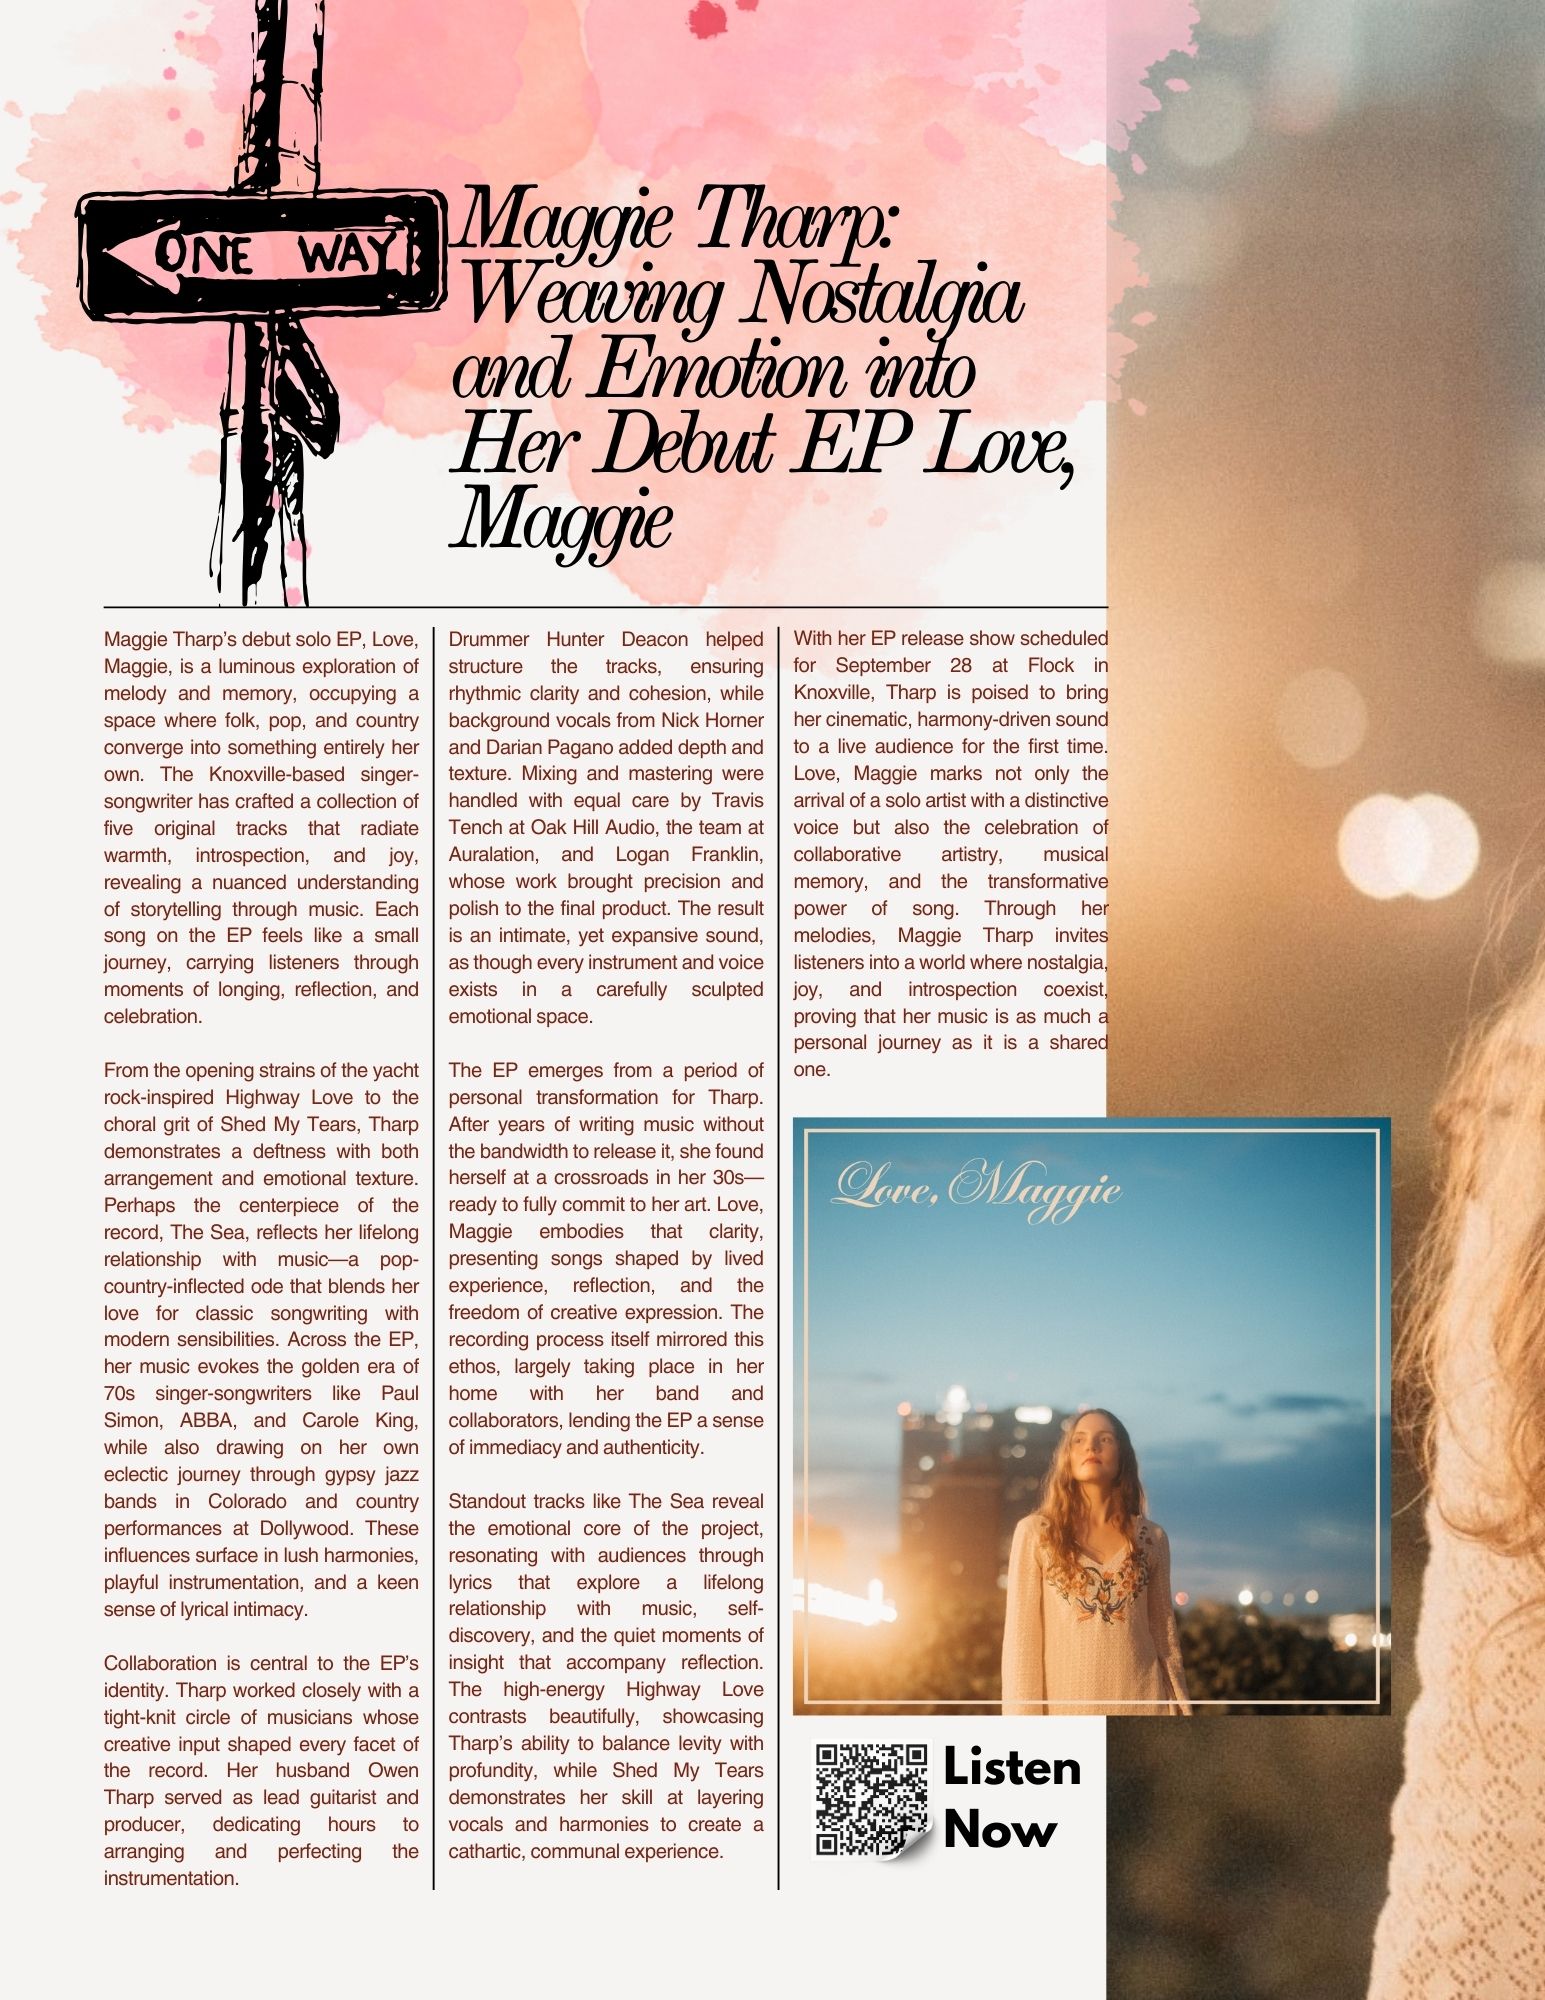 ONE WAY
Maggie Tharp:
Weaving Nostalgia
and Emotion into
Her Debut EP Love,
Maggie
Maggie Tharp’s debut solo EP, Love,
Maggie, is a luminous exploration of
melody and memory, occupying a
space where folk, pop, and country
converge into something entirely her
own. The Knoxville-based singer-
songwriter has crafted a collection of
five original tracks that radiate
warmth, introspection, and joy,
revealing a nuanced understanding
of storytelling through music. Each
song on the EP feels like a small
journey, carrying listeners through
moments of longing, reflection, and
celebration.
From the opening strains of the yacht
rock-inspired Highway Love to the
choral grit of Shed My Tears, Tharp
demonstrates a deftness with both
arrangement and emotional texture.
Perhaps the centerpiece of the
record, The Sea, reflects her lifelong
relationship with music—a pop-
country-inflected ode that blends her
love for classic songwriting with
modern sensibilities. Across the EP,
her music evokes the golden era of
70s singer-songwriters like Paul
Simon, ABBA, and Carole King,
while also drawing on her own
eclectic journey through gypsy jazz
bands in Colorado and country
performances at Dollywood. These
influences surface in lush harmonies,
playful instrumentation, and a keen
sense of lyrical intimacy.
Collaboration is central to the EP’s
identity. Tharp worked closely with a
tight-knit circle of musicians whose
creative input shaped every facet of
the record. Her husband Owen
Tharp served as lead guitarist and
producer, dedicating hours to
arranging and perfecting the
instrumentation.
Drummer Hunter Deacon helped
structure the tracks, ensuring
rhythmic clarity and cohesion, while
background vocals from Nick Horner
and Darian Pagano added depth and
texture. Mixing and mastering were
handled with equal care by Travis
Tench at Oak Hill Audio, the team at
Auralation, and Logan Franklin,
whose work brought precision and
polish to the final product. The result
is an intimate, yet expansive sound,
as though every instrument and voice
exists in a carefully sculpted
emotional space.
The EP emerges from a period of
personal transformation for Tharp.
After years of writing music without
the bandwidth to release it, she found
herself at a crossroads in her 30s—
ready to fully commit to her art. Love,
Maggie embodies that clarity,
presenting songs shaped by lived
experience, reflection, and the
freedom of creative expression. The
recording process itself mirrored this
ethos, largely taking place in her
home with her band and
collaborators, lending the EP a sense
of immediacy and authenticity.
Standout tracks like The Sea reveal
the emotional core of the project,
resonating with audiences through
lyrics that explore a lifelong
relationship with music, self-
discovery, and the quiet moments of
insight that accompany reflection.
The high-energy Highway Love
contrasts beautifully, showcasing
Tharp’s ability to balance levity with
profundity, while Shed My Tears
demonstrates her skill at layering
vocals and harmonies to create a
cathartic, communal experience.
With her EP release show scheduled
for September 28 at Flock in
Knoxville, Tharp is poised to bring
her cinematic, harmony-driven sound
to a live audience for the first time.
Love, Maggie marks not only the
arrival of a solo artist with a distinctive
voice but also the celebration of
collaborative artistry, musical
memory, and the transformative
power of song. Through her
melodies, Maggie Tharp invites
listeners into a world where nostalgia,
joy, and introspection coexist,
proving that her music is as much a
personal journey as it is a shared
one.
Love, Maggie
Listen
Now